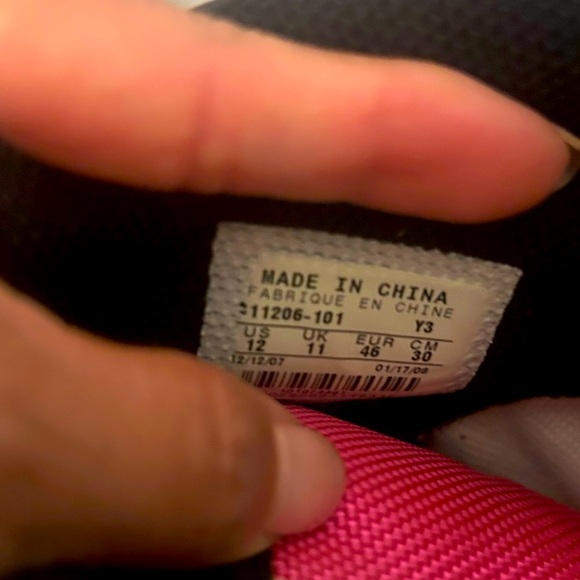 MADE IN CHINA
FABRIQUE EN CHINE
311206-101 Y3
US UK EUR CM
12 11 46 30
12/12/07 01/17/08